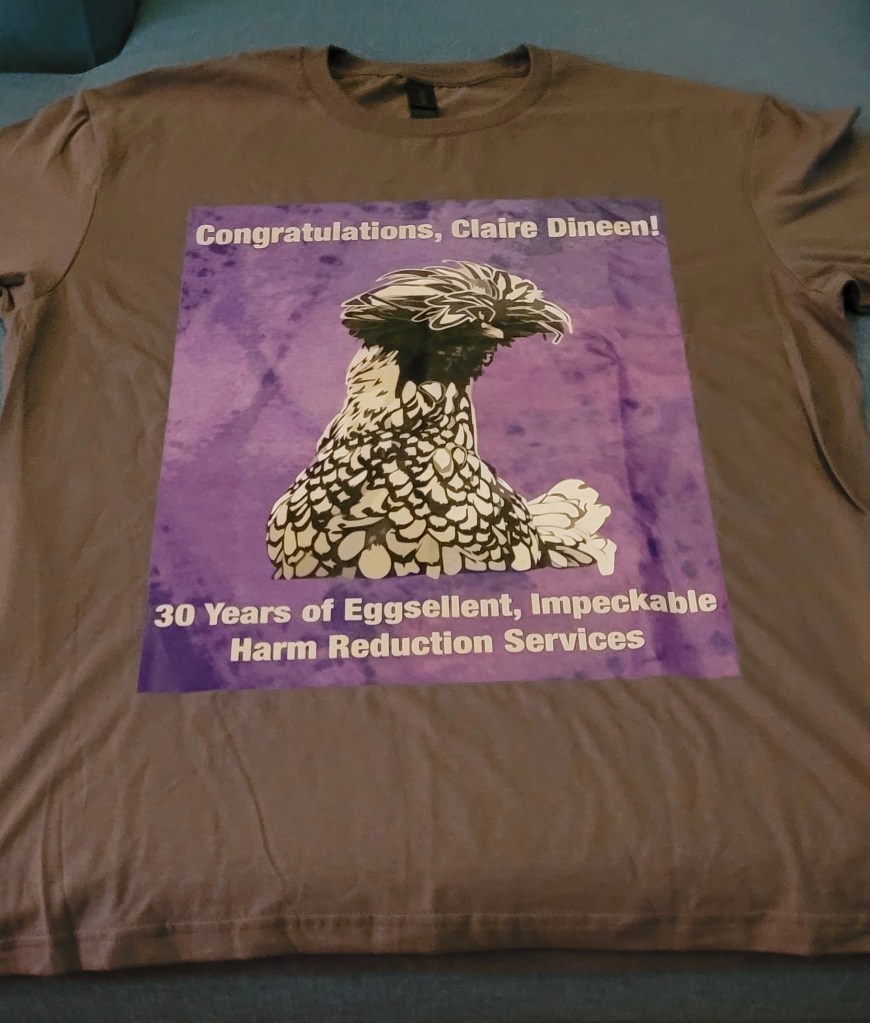 Congratulations, Claire Dineen!
30 Years of Eggsellent, Impeckable
Harm Reduction Services